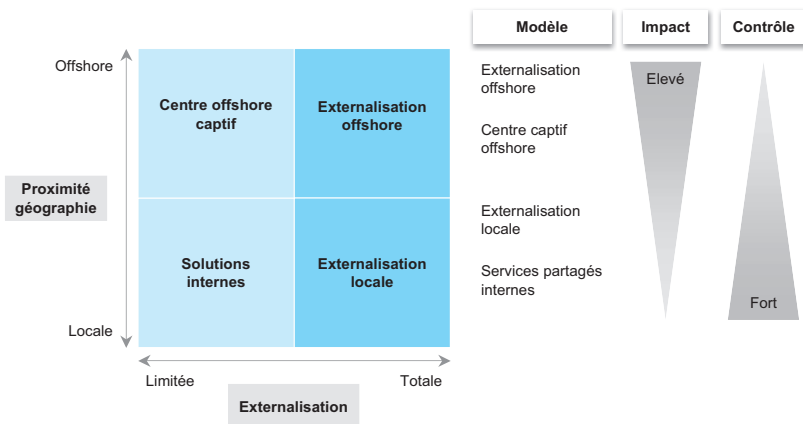 Modèle
Impact
Contrôle
Offshore
Centre offshore
captif
Externalisation
offshore
Externalisation
offshore
Elevé
Centre captif
offshore
Proximité
géographie
Externalisation
locale
Solutions
internes
Externalisation
locale
Services partagés
internes
Fort
Locale
Limitée
Totale
Externalisation